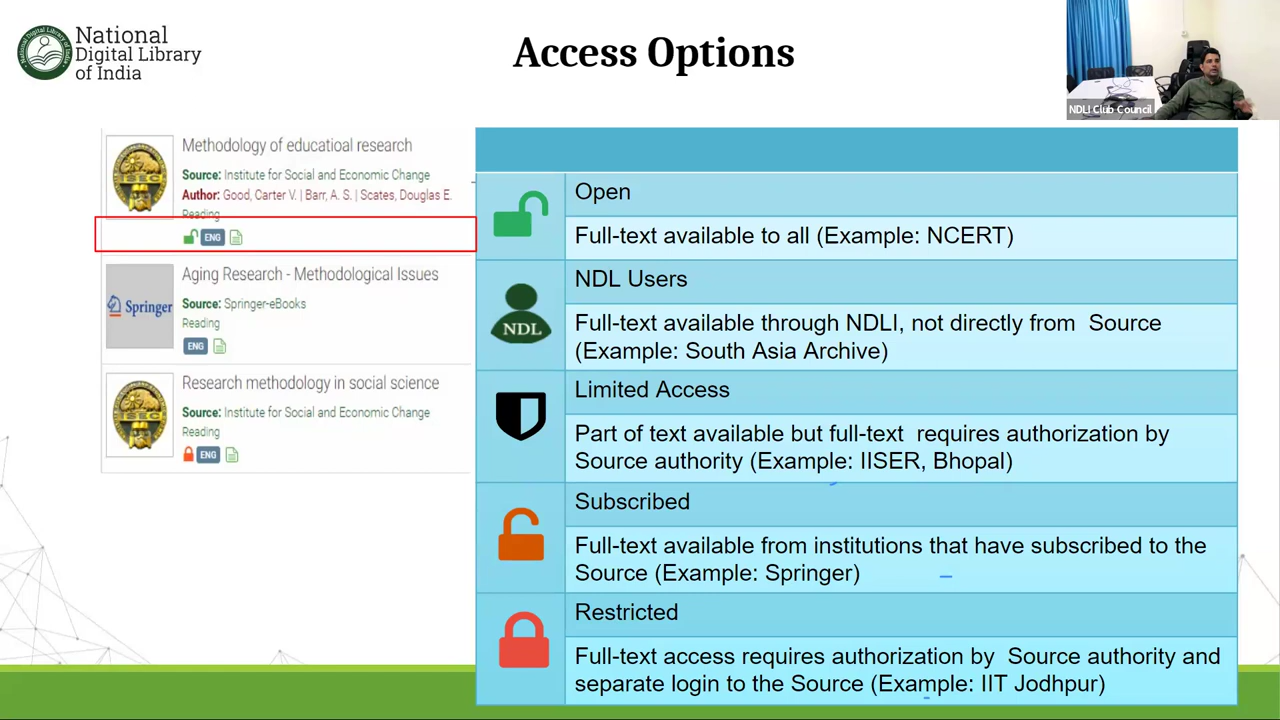 National
Digital Library
of India
Access Options
NDLI Club Council
Methodology of educatioal research
Source: Institute for Social and Economic Change
Author: Good, Carter V. | Barr, A. S. | Scates, Douglas E.
Reading
ENG
Springer
Aging Research - Methodological Issues
Source: Springer-eBooks
Reading
ENG
Research methodology in social science
Source: Institute for Social and Economic Change
Reading
ENG
Open
Full-text available to all (Example: NCERT)
NDL
NDL Users
Full-text available through NDLI, not directly from Source
(Example: South Asia Archive)
Limited Access
Part of text available but full-text requires authorization by
Source authority (Example: IISER, Bhopal)
Subscribed
Full-text available from institutions that have subscribed to the
Source (Example: Springer)
Restricted
Full-text access requires authorization by Source authority and
separate login to the Source (Example: IIT Jodhpur)